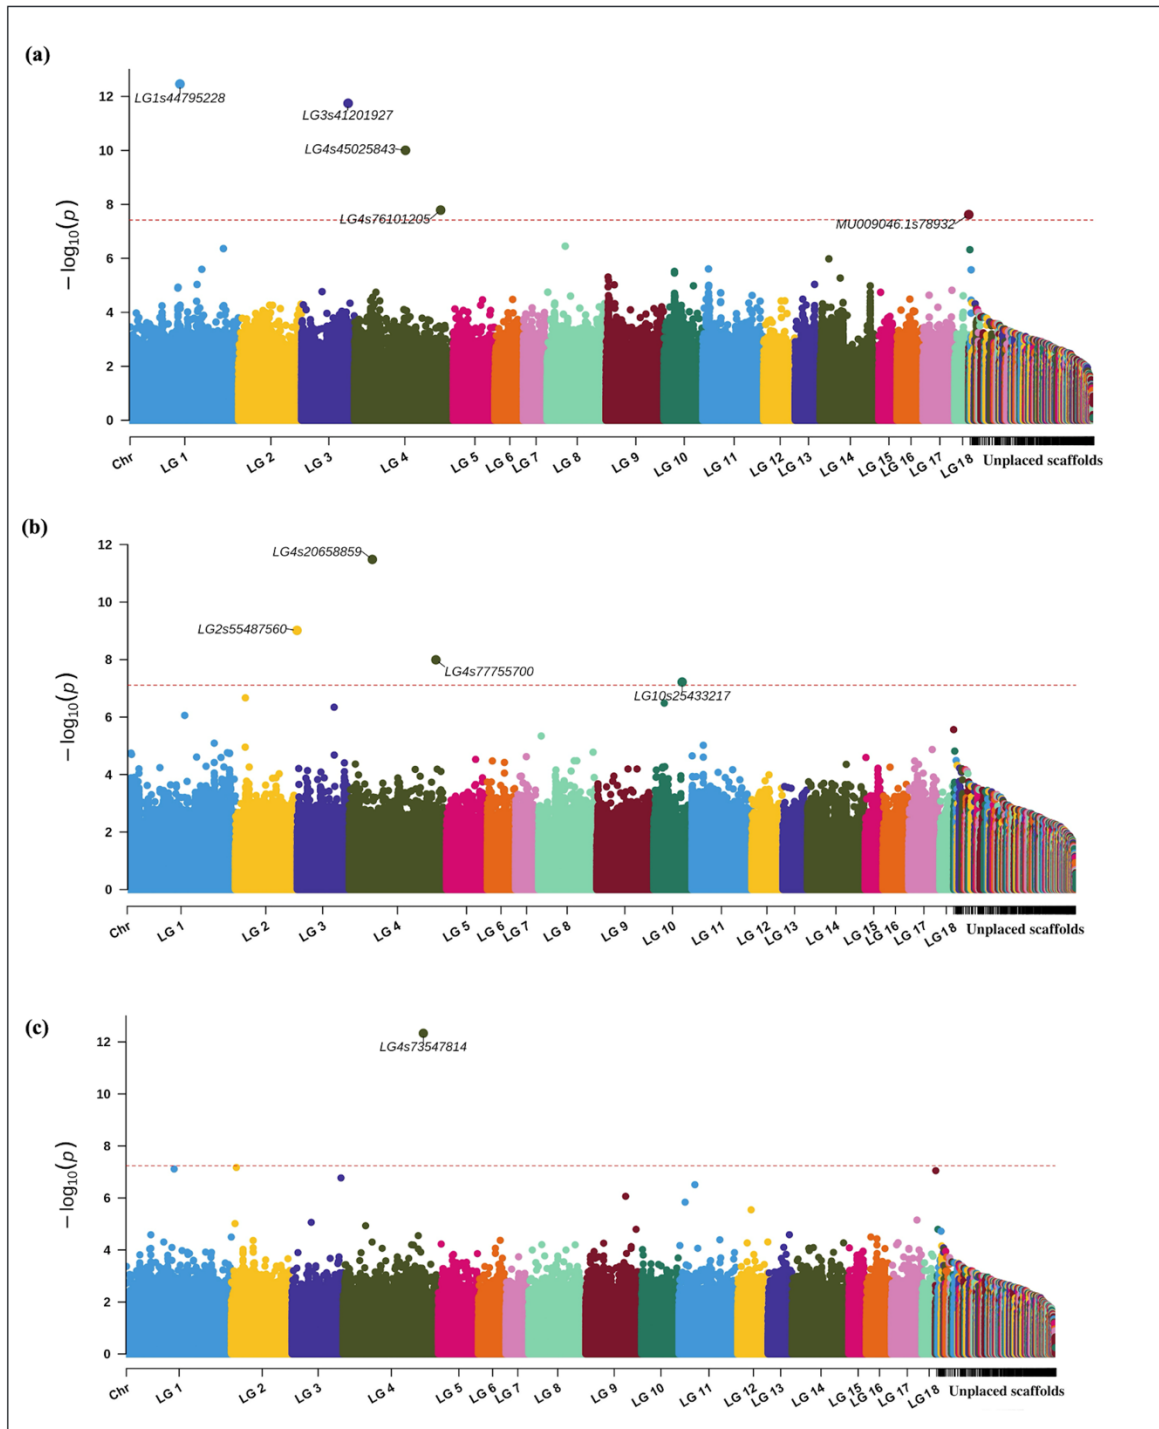 (a)
12
10
8
6
4
2
0
−log10(p)
LG1s44795228
LG3s41201927
LG4s45025843
LG4s76101205
MU009046.1s78932
Chr LG 1 LG 2 LG 3 LG 4 LG 5 LG 6 LG 7 LG 8 LG 9 LG 10 LG 11 LG 12 LG 13 LG 14 LG 15 LG 16 LG 17 LG 18 Unplaced scaffolds
(b)
12
10
8
6
4
2
0
−log10(p)
LG4s20658859
LG2s55487560
LG4s77755700
LG10s25433217
Chr LG 1 LG 2 LG 3 LG 4 LG 5 LG 6 LG 7 LG 8 LG 9 LG 10 LG 11 LG 12 LG 13 LG 14 LG 15 LG 16 LG 17 LG 18 Unplaced scaffolds
(c)
12
10
8
6
4
2
0
−log10(p)
LG4s73547814
Chr LG 1 LG 2 LG 3 LG 4 LG 5 LG 6 LG 7 LG 8 LG 9 LG 10 LG 11 LG 12 LG 13 LG 14 LG 15 LG 16 LG 17 LG 18 Unplaced scaffolds